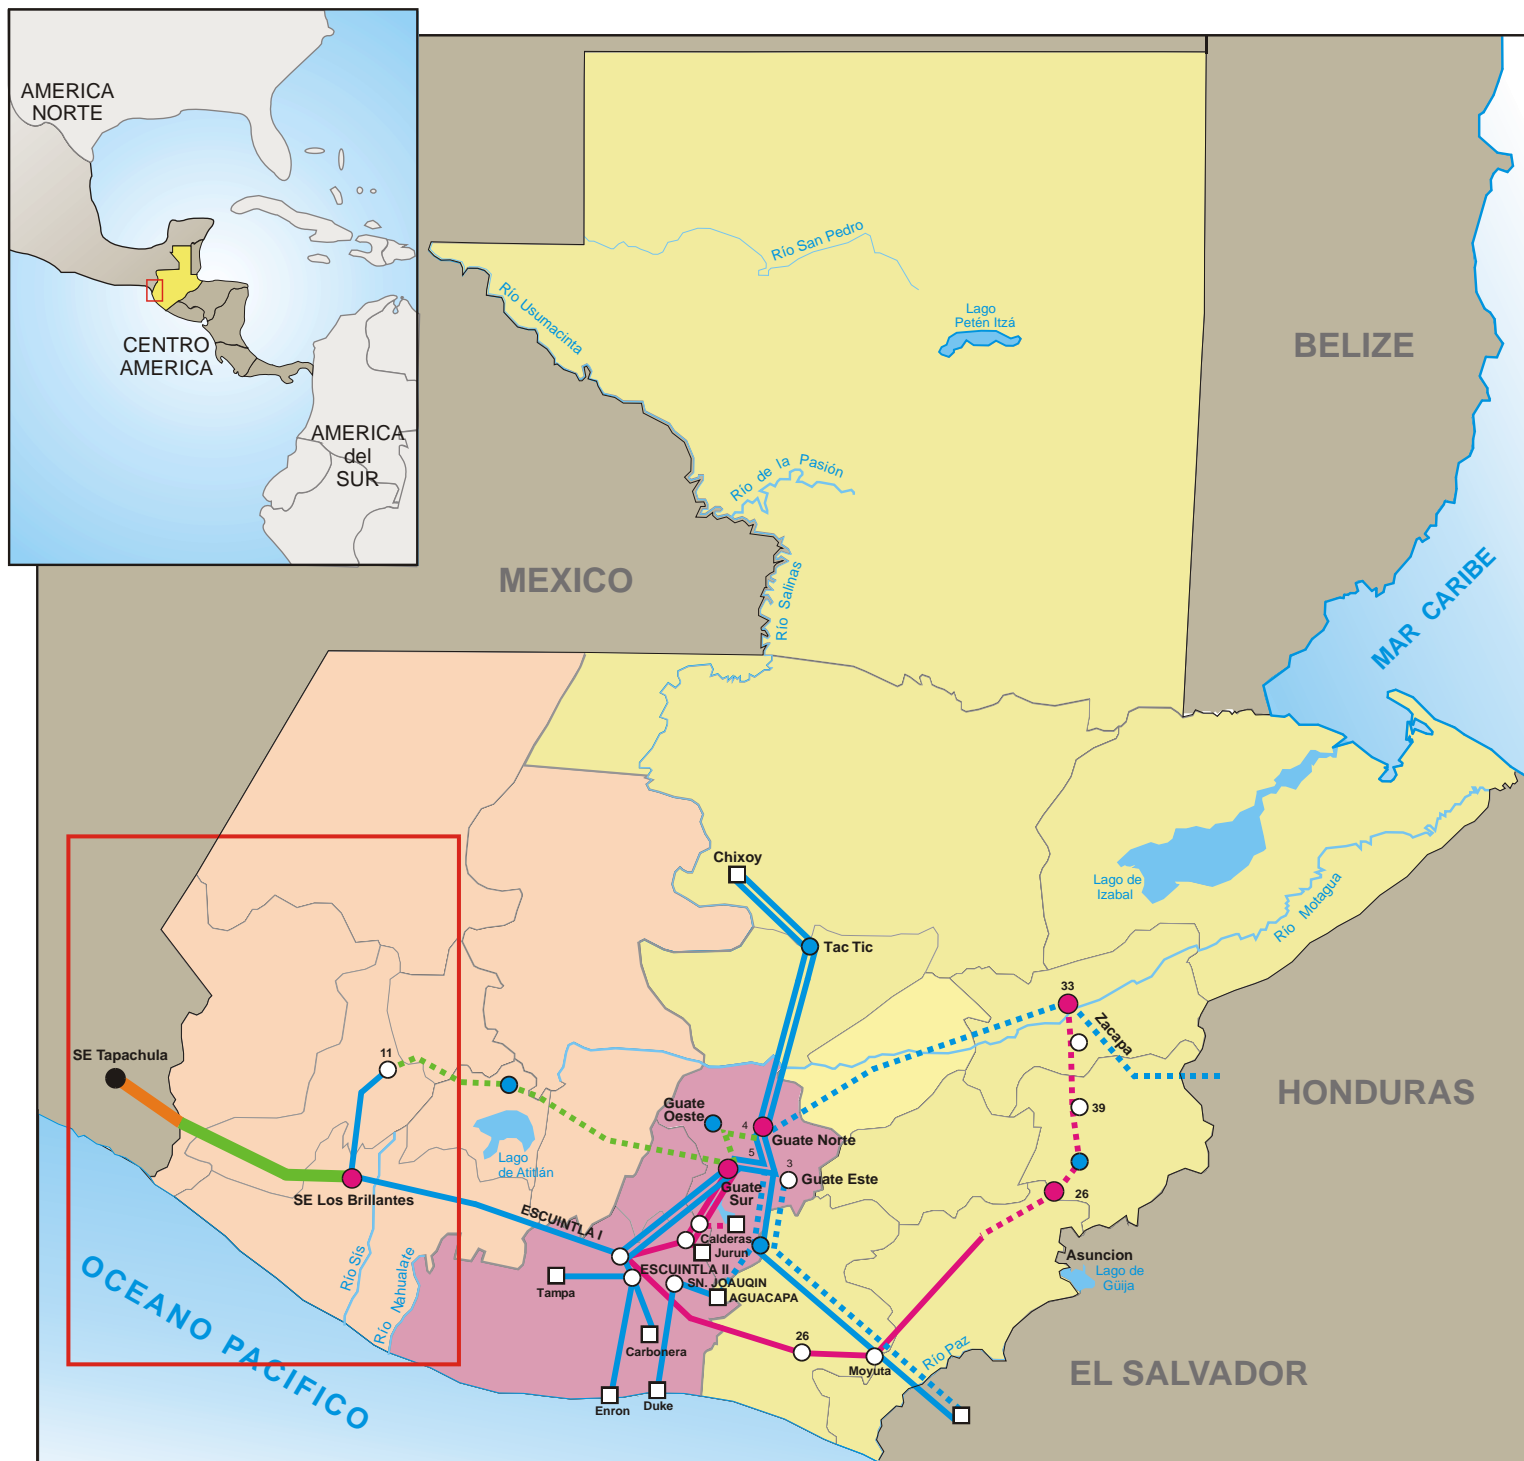 AMERICA
NORTE
CENTRO
AMERICA
AMERICA
del
SUR
Río San Pedro
Río Usumacinta
Lago
Petén Itzá
BELIZE
Río de la Pasión
MEXICO
Río Salinas
MAR CARIBE
Chixoy
Lago de
Izabal
Río Motagua
Tac Tic
33
Zacapa
SE Tapachula
11
HONDURAS
Guate
Oeste
4
Guate Norte
39
Lago
de Atitlán
5
3
Guate
Sur
Guate Este
26
SE Los Brillantes
ESCUINTLA I
Calderas
Jurun
Asuncion
Lago de
Güija
Río Sis
Río Nahualate
ESCUINTLA II
SN. JOAUQIN
AGUACAPA
Tampa
OCEANO PACIFICO
Carbonera
26
Moyuta
Río Paz
EL SALVADOR
Enron
Duke